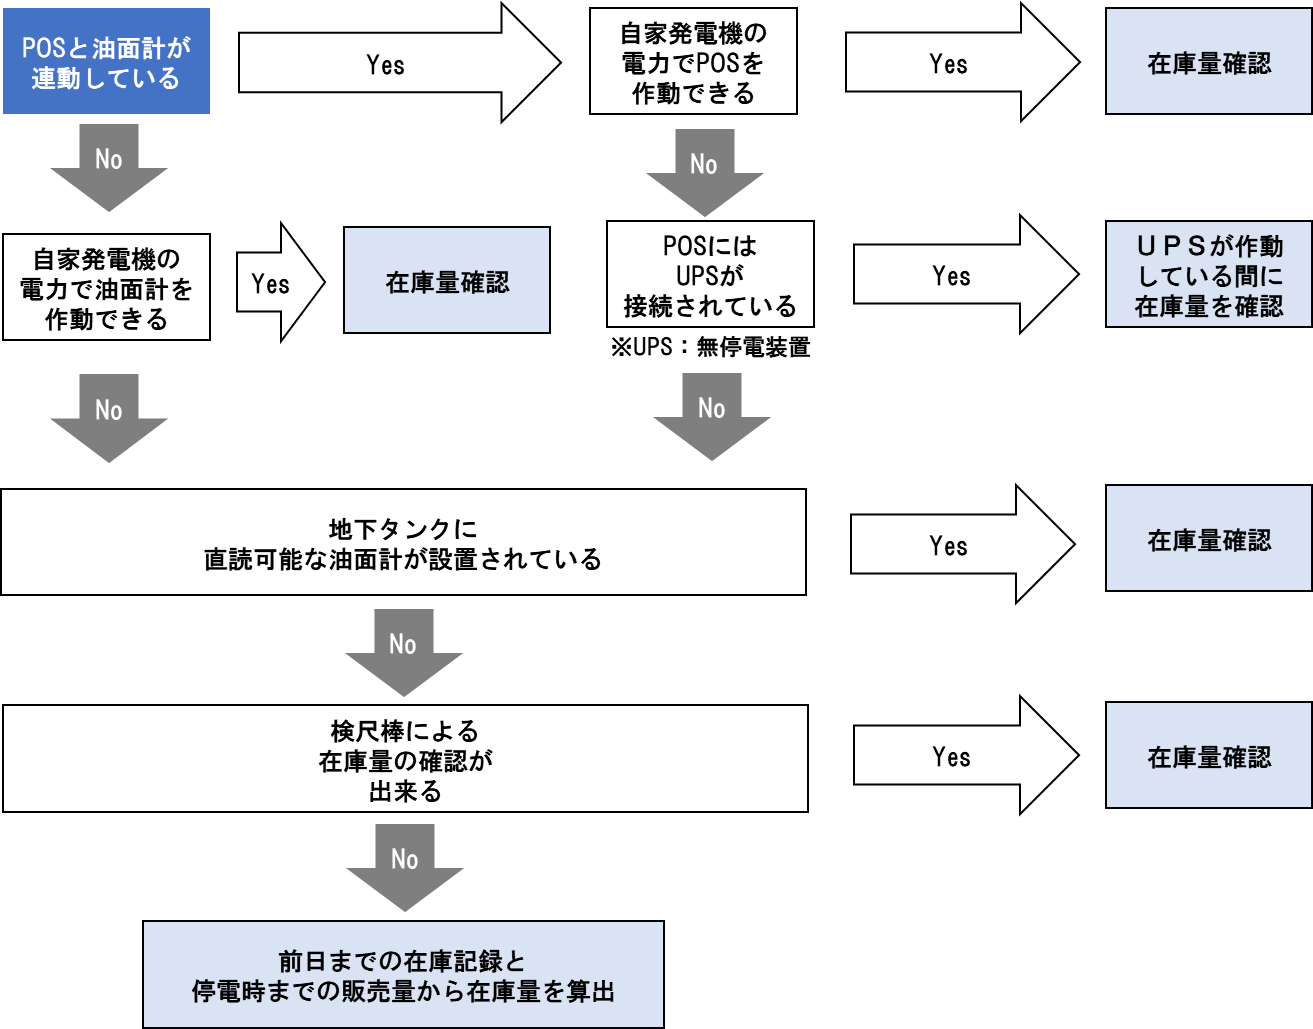 POSと油面計が
連動している
Yes
自家発電機の
電力でPOSを
作動できる
Yes
在庫量確認
No
No
自家発電機の
電力で油面計を
作動できる
Yes
在庫量確認
POSには
UPSが
接続されている
※UPS：無停電装置
Yes
ＵＰＳが作動
している間に
在庫量を確認
No
No
地下タンクに
直読可能な油面計が設置されている
Yes
在庫量確認
No
検尺棒による
在庫量の確認が
出来る
Yes
在庫量確認
No
前日までの在庫記録と
停電時までの販売量から在庫量を算出